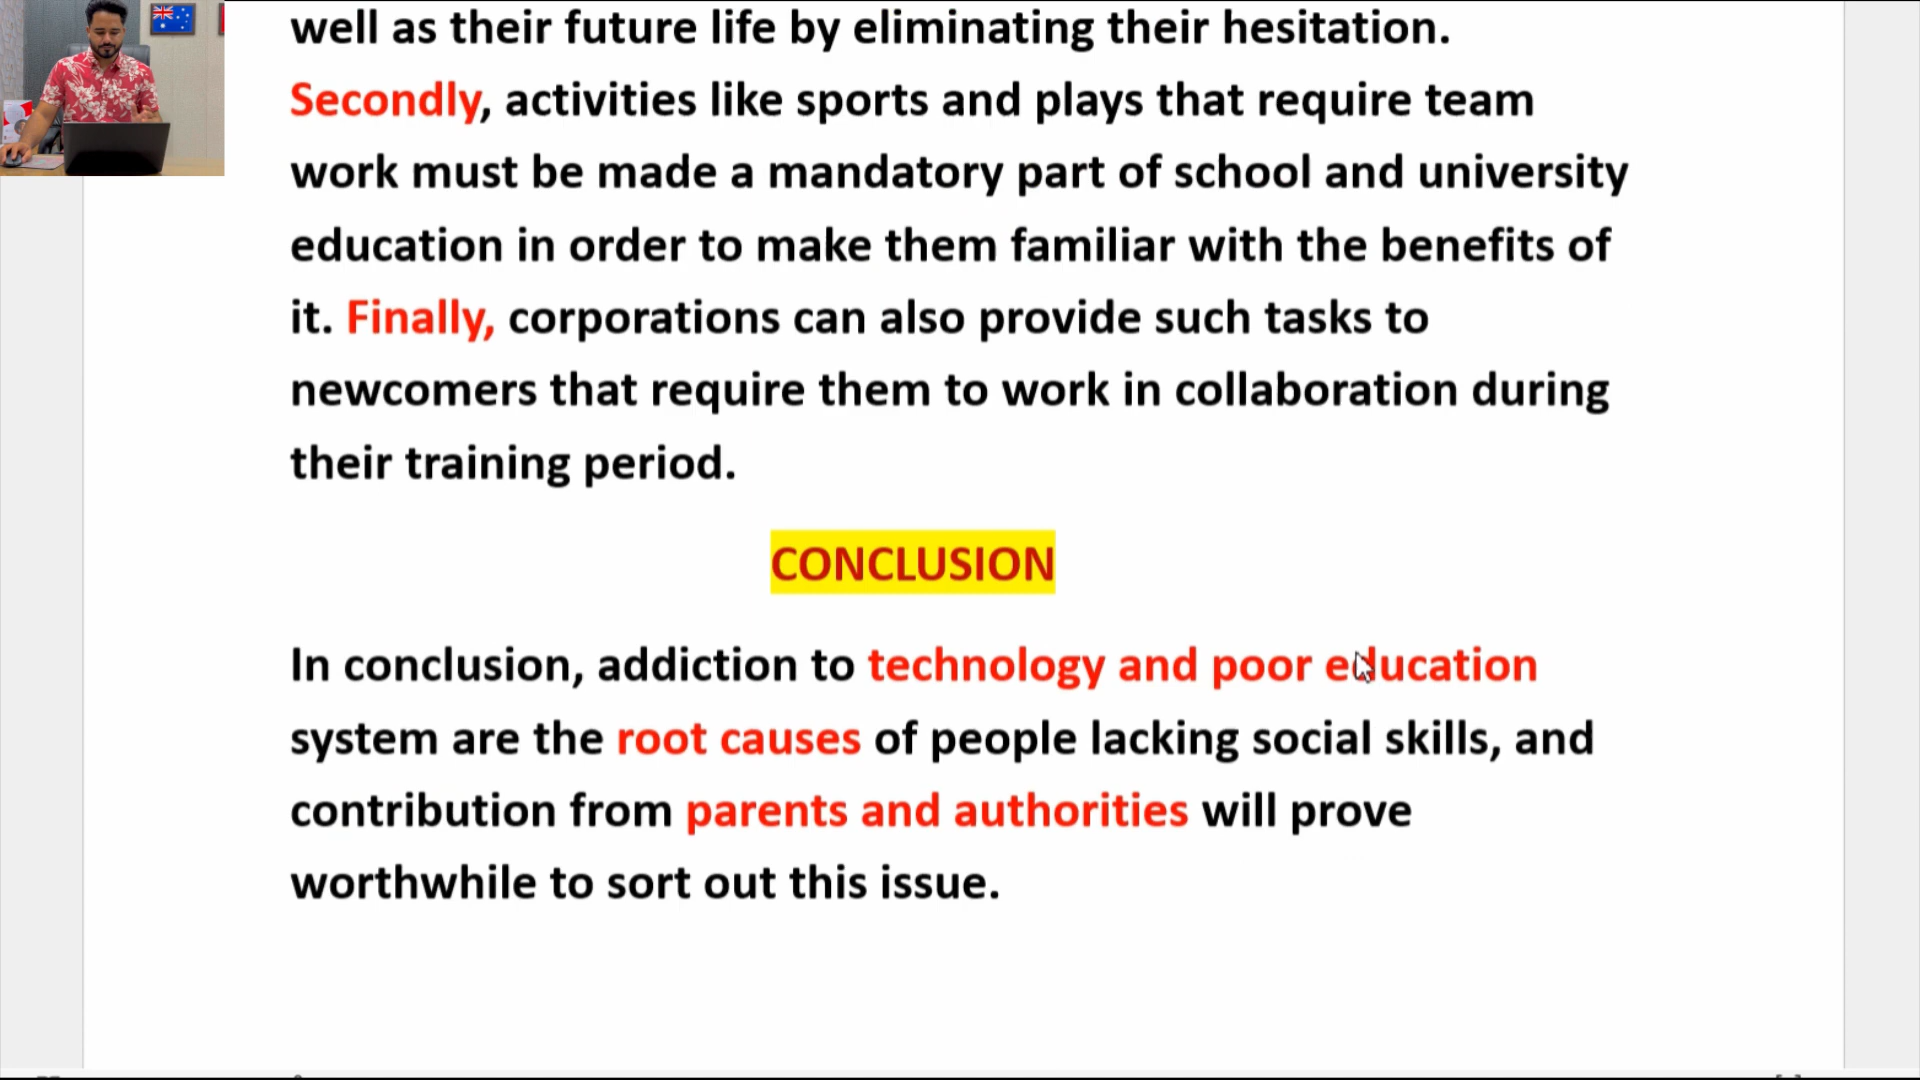 well as their future life by eliminating their hesitation.
Secondly, activities like sports and plays that require team
work must be made a mandatory part of school and university
education in order to make them familiar with the benefits of
it. Finally, corporations can also provide such tasks to
newcomers that require them to work in collaboration during
their training period.
CONCLUSION
In conclusion, addiction to technology and poor education
system are the root causes of people lacking social skills, and
contribution from parents and authorities will prove
worthwhile to sort out this issue.